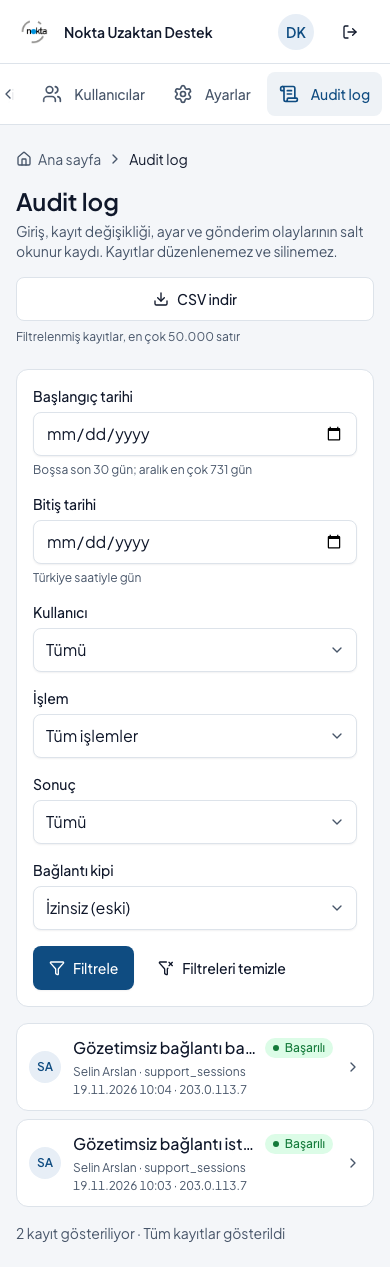 nokta
Nokta Uzaktan Destek
DK
Kullanıcılar
Ayarlar
Audit log
Ana sayfa
Audit log
Audit log
Giriş, kayıt değişikliği, ayar ve gönderim olaylarının salt
okunur kaydı. Kayıtlar düzenlenemez ve silinemez.
CSV indir
Filtrelenmiş kayıtlar, en çok 50.000 satır
Başlangıç tarihi
mm/dd/yyyy
Boşsa son 30 gün; aralık en çok 731 gün
Bitiş tarihi
mm/dd/yyyy
Türkiye saatiyle gün
Kullanıcı
Tümü
İşlem
Tüm işlemler
Sonuç
Tümü
Bağlantı kipi
İzinsiz (eski)
Filtrele
Filtreleri temizle
SA
Gözetimsiz bağlantı ba...
Başarılı
Selin Arslan · support_sessions
19.11.2026 10:04 · 203.0.113.7
SA
Gözetimsiz bağlantı ist...
Başarılı
Selin Arslan · support_sessions
19.11.2026 10:03 · 203.0.113.7
2 kayıt gösteriliyor · Tüm kayıtlar gösterildi